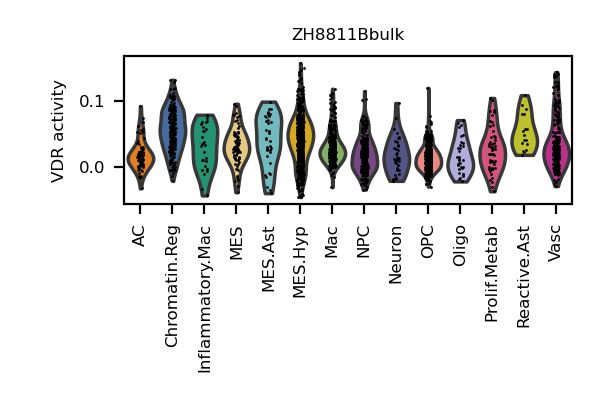 ZH8811Bbulk
VDR activity
0.1
0.0
AC
Chromatin.Reg
Inflammatory.Mac
MES
MES.Ast
MES.Hyp
Mac
NPC
Neuron
OPC
Oligo
Prolif.Metab
Reactive.Ast
Vasc